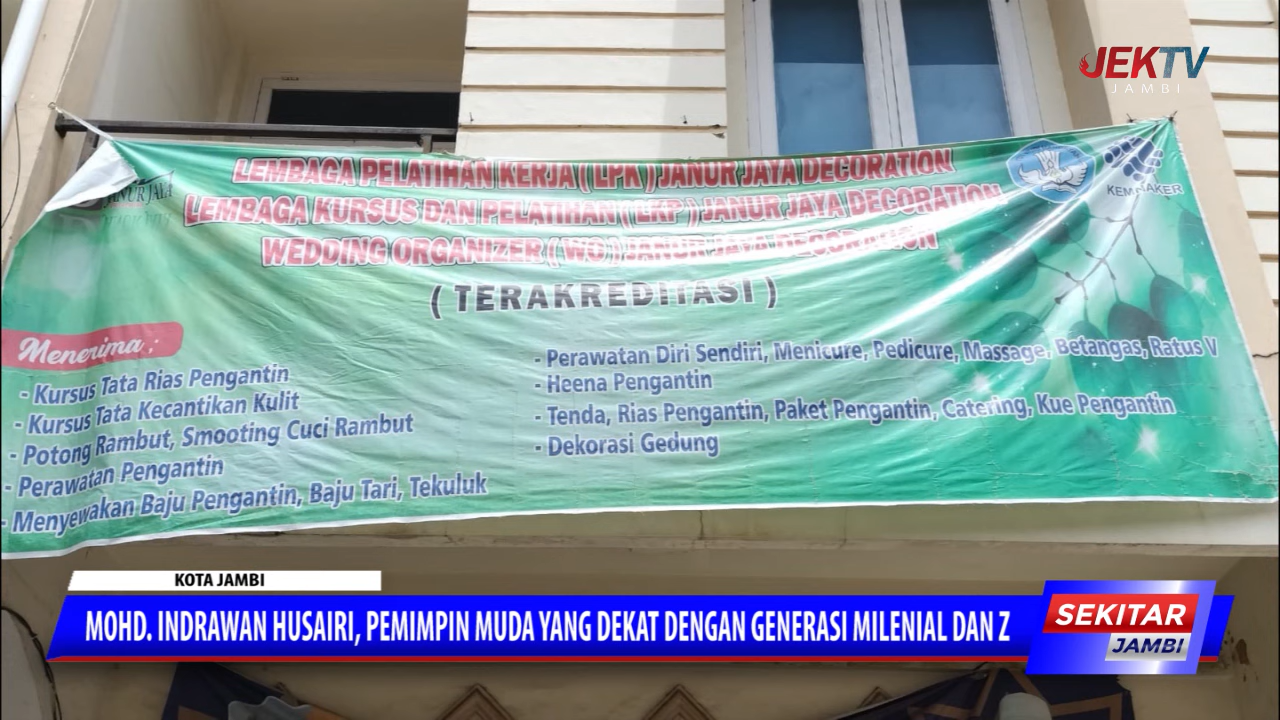 JEKTV
JAMBI
LEMBAGA PELATIHAN KERJA ( LPK ) JANUR JAYA DECORATION
LEMBAGA KURSUS DAN PELATIHAN ( LKP ) JANUR JAYA DECORATION
WEDDING ORGANIZER ( WO ) JANUR JAYA DECORATION
( TERAKREDITASI )
JANUR JAYA
KEMNAKER
Menerima ;
- Kursus Tata Rias Pengantin
- Kursus Tata Kecantikan Kulit
- Potong Rambut, Smooting Cuci Rambut
- Perawatan Pengantin
- Menyewakan Baju Pengantin, Baju Tari, Tekuluk
- Perawatan Diri Sendiri, Menicure, Pedicure, Massage, Betangas, Ratus V
- Heena Pengantin
- Tenda, Rias Pengantin, Paket Pengantin, Catering, Kue Pengantin
- Dekorasi Gedung
KOTA JAMBI
MOHD. INDRAWAN HUSAIRI, PEMIMPIN MUDA YANG DEKAT DENGAN GENERASI MILENIAL DAN Z
SEKITAR
JAMBI